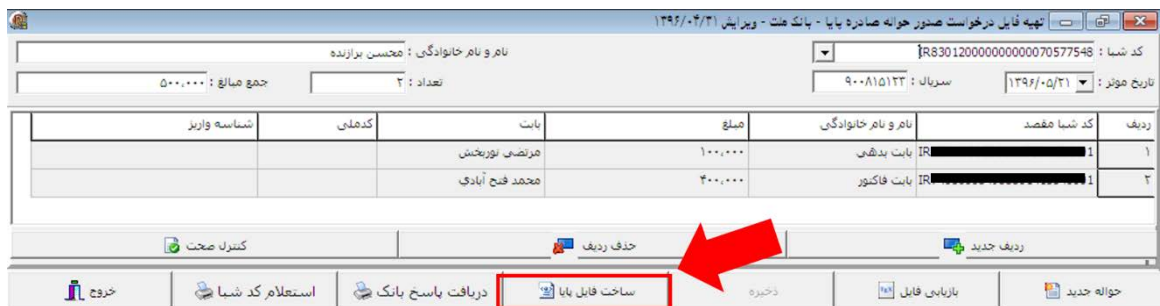 تهیه فایل درخواست صدور حواله صادره پایا - بانک ملت - ویرایش ۱۳۹۶/۰۴/۳۱
کد شبا : IR830120000000000070577548 نام و نام خانوادگی : محسن برازنده
تاریخ موثر : ۱۳۹۶/۰۵/۲۱ سریال : ۹۰۰۸۱۵۱۲۳ تعداد : ۲ جمع مبالغ : ۵۰۰,۰۰۰
ردیف کد شبا مقصد نام و نام خانوادگی مبلغ بابت کدملی شناسه واریز
۱ IR 1 بابت بدهی ۱۰۰,۰۰۰ مرتضی نوربخش
۲ IR 1 بابت فاکتور ۴۰۰,۰۰۰ محمد فتح آبادي
ردیف جدید حذف ردیف کنترل صحت
حواله جدید بازیابی فایل ذخیره ساخت فایل پایا دریافت پاسخ بانک استعلام کد شبا خروج